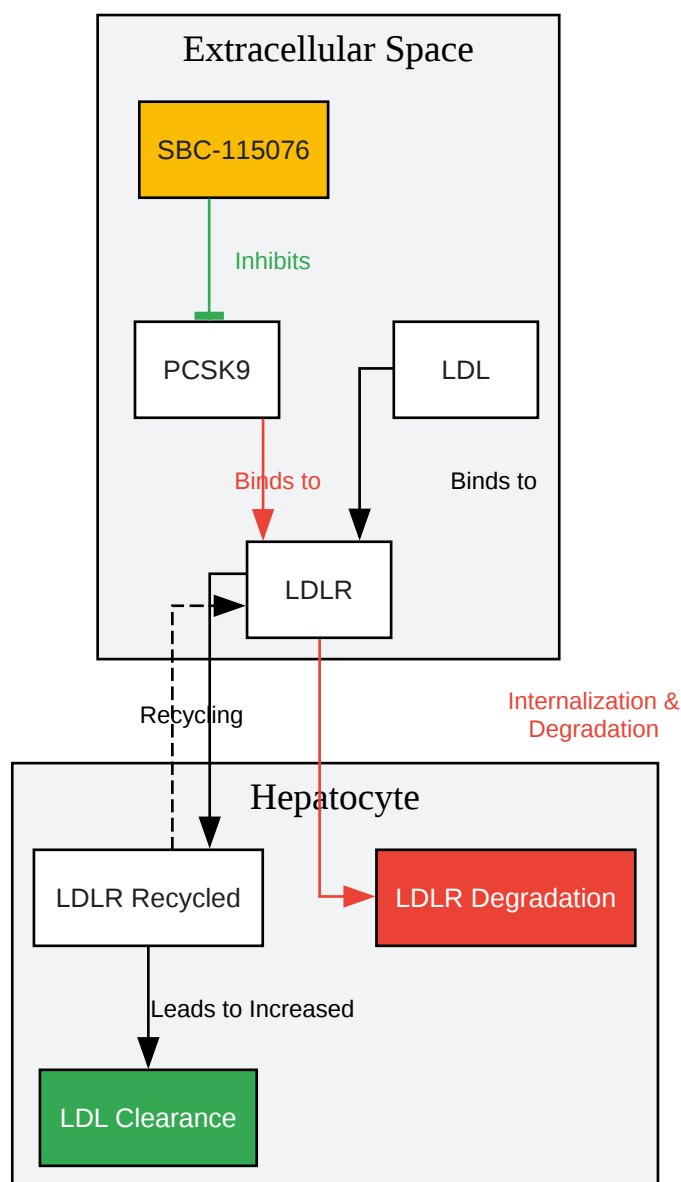 Extracellular Space
SBC-115076
Inhibits
PCSK9
LDL
Binds to
Binds to
LDLR
Recycling
Internalization &
Degradation
Hepatocyte
LDLR Recycled
LDLR Degradation
Leads to Increased
LDL Clearance